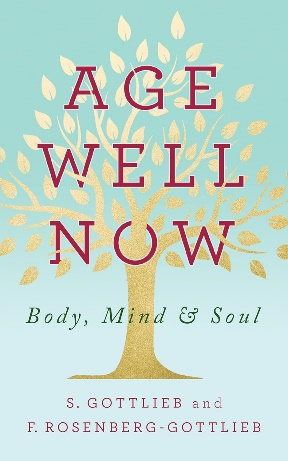 AGE
WELL
NOW
Body, Mind & Soul
S. GOTTLIEB and
F. ROSENBERG-GOTTLIEB